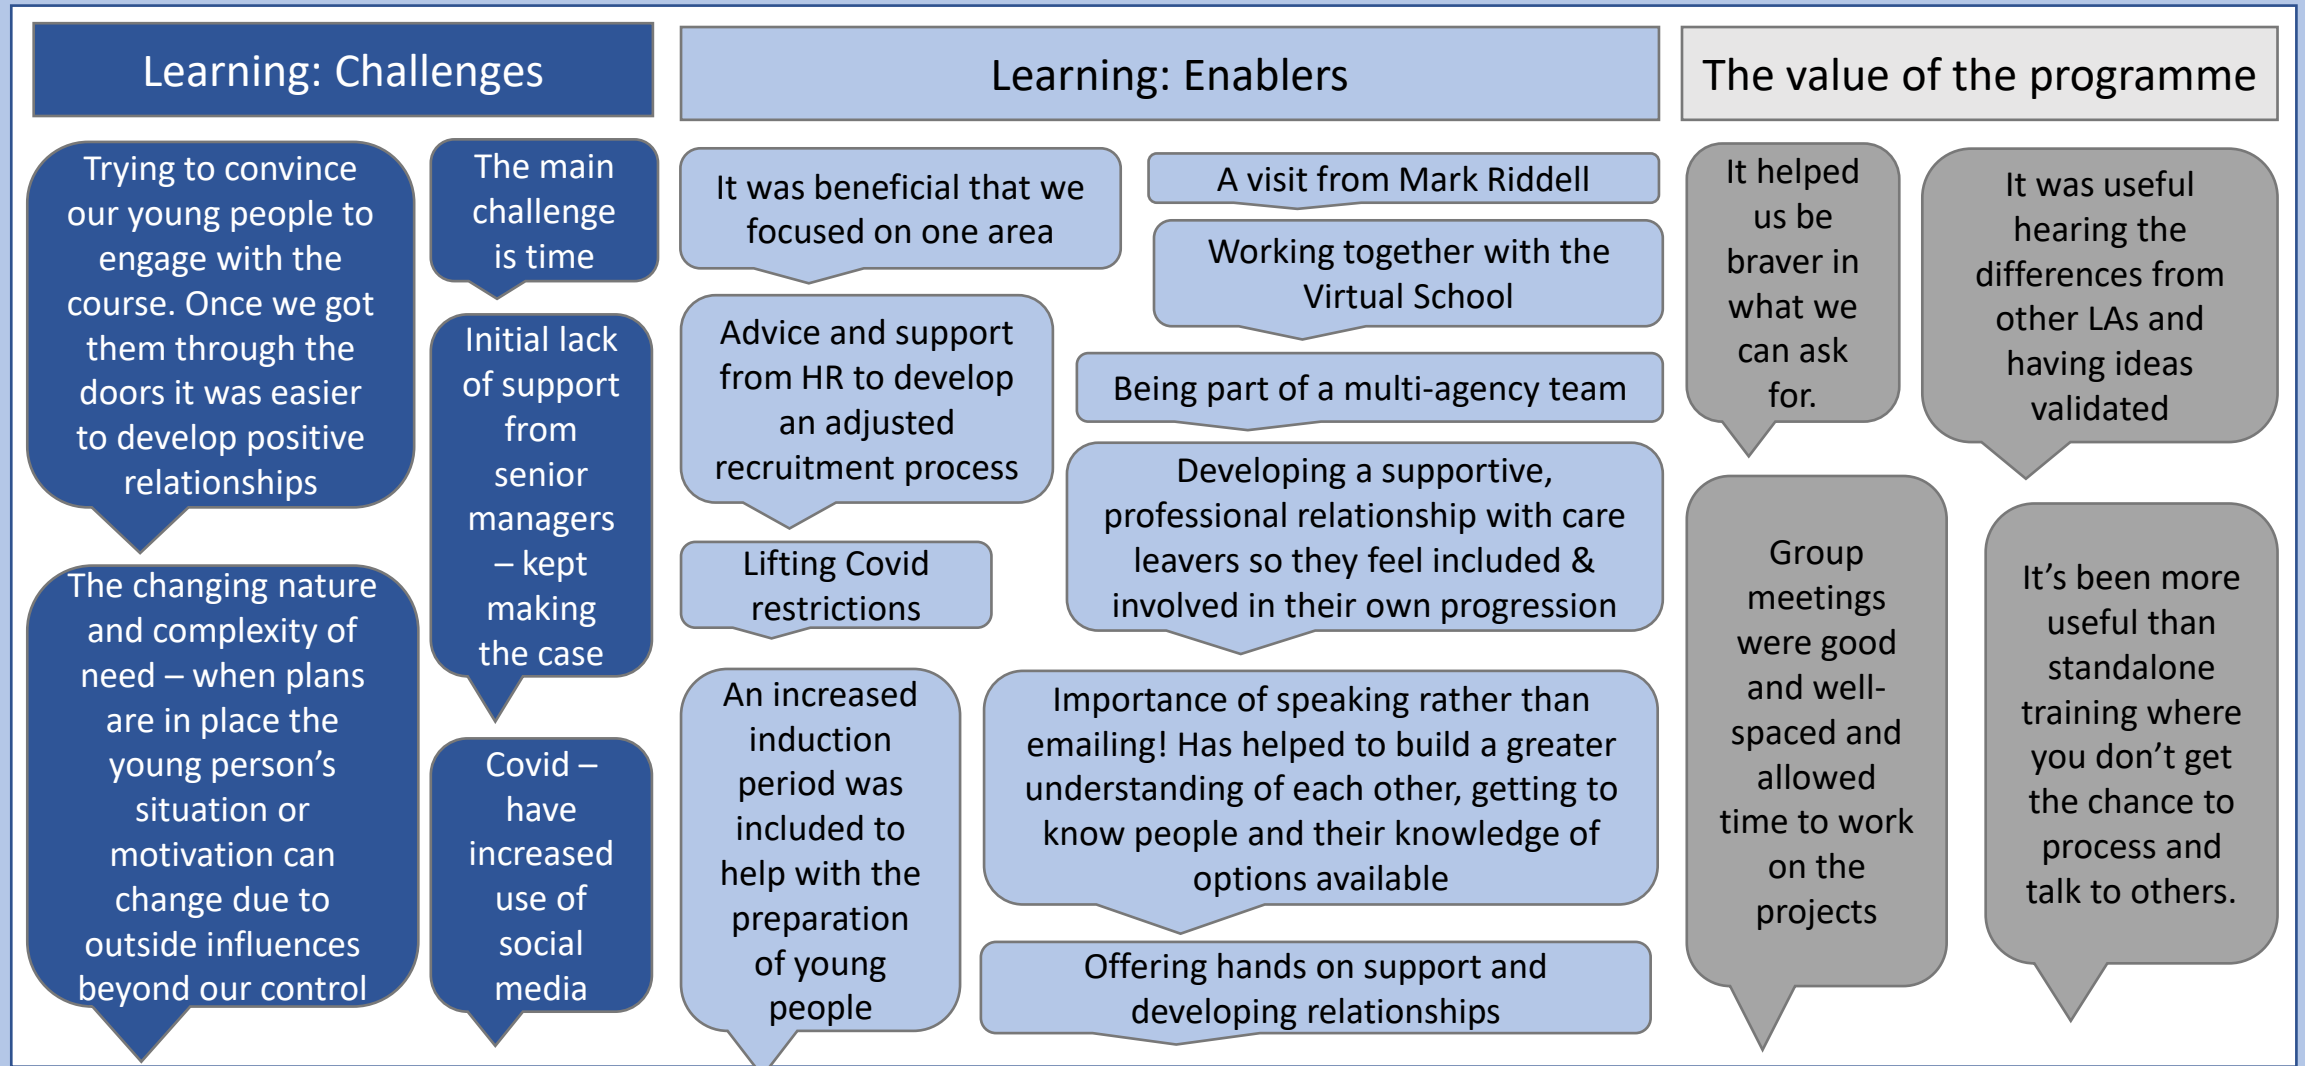 Learning: Challenges
Trying to convince
our young people to
engage with the
course. Once we got
them through the
doors it was easier
to develop positive
relationships
The main
challenge
is time
Initial lack
of support
from
senior
managers
– kept
making
the case
The changing nature
and complexity of
need – when plans
are in place the
young person’s
situation or
motivation can
change due to
outside influences
beyond our control
Covid –
have
increased
use of
social
media
Learning: Enablers
It was beneficial that we
focused on one area
A visit from Mark Riddell
Working together with the
Virtual School
Advice and support
from HR to develop
an adjusted
recruitment process
Being part of a multi-agency team
Developing a supportive,
professional relationship with care
leavers so they feel included &
involved in their own progression
Lifting Covid
restrictions
An increased
induction
period was
included to
help with the
preparation
of young
people
Importance of speaking rather than
emailing! Has helped to build a greater
understanding of each other, getting to
know people and their knowledge of
options available
Offering hands on support and
developing relationships
The value of the programme
It helped
us be
braver in
what we
can ask
for.
It was useful
hearing the
differences from
other LAs and
having ideas
validated
Group
meetings
were good
and well-
spaced and
allowed
time to work
on the
projects
It’s been more
useful than
standalone
training where
you don’t get
the chance to
process and
talk to others.